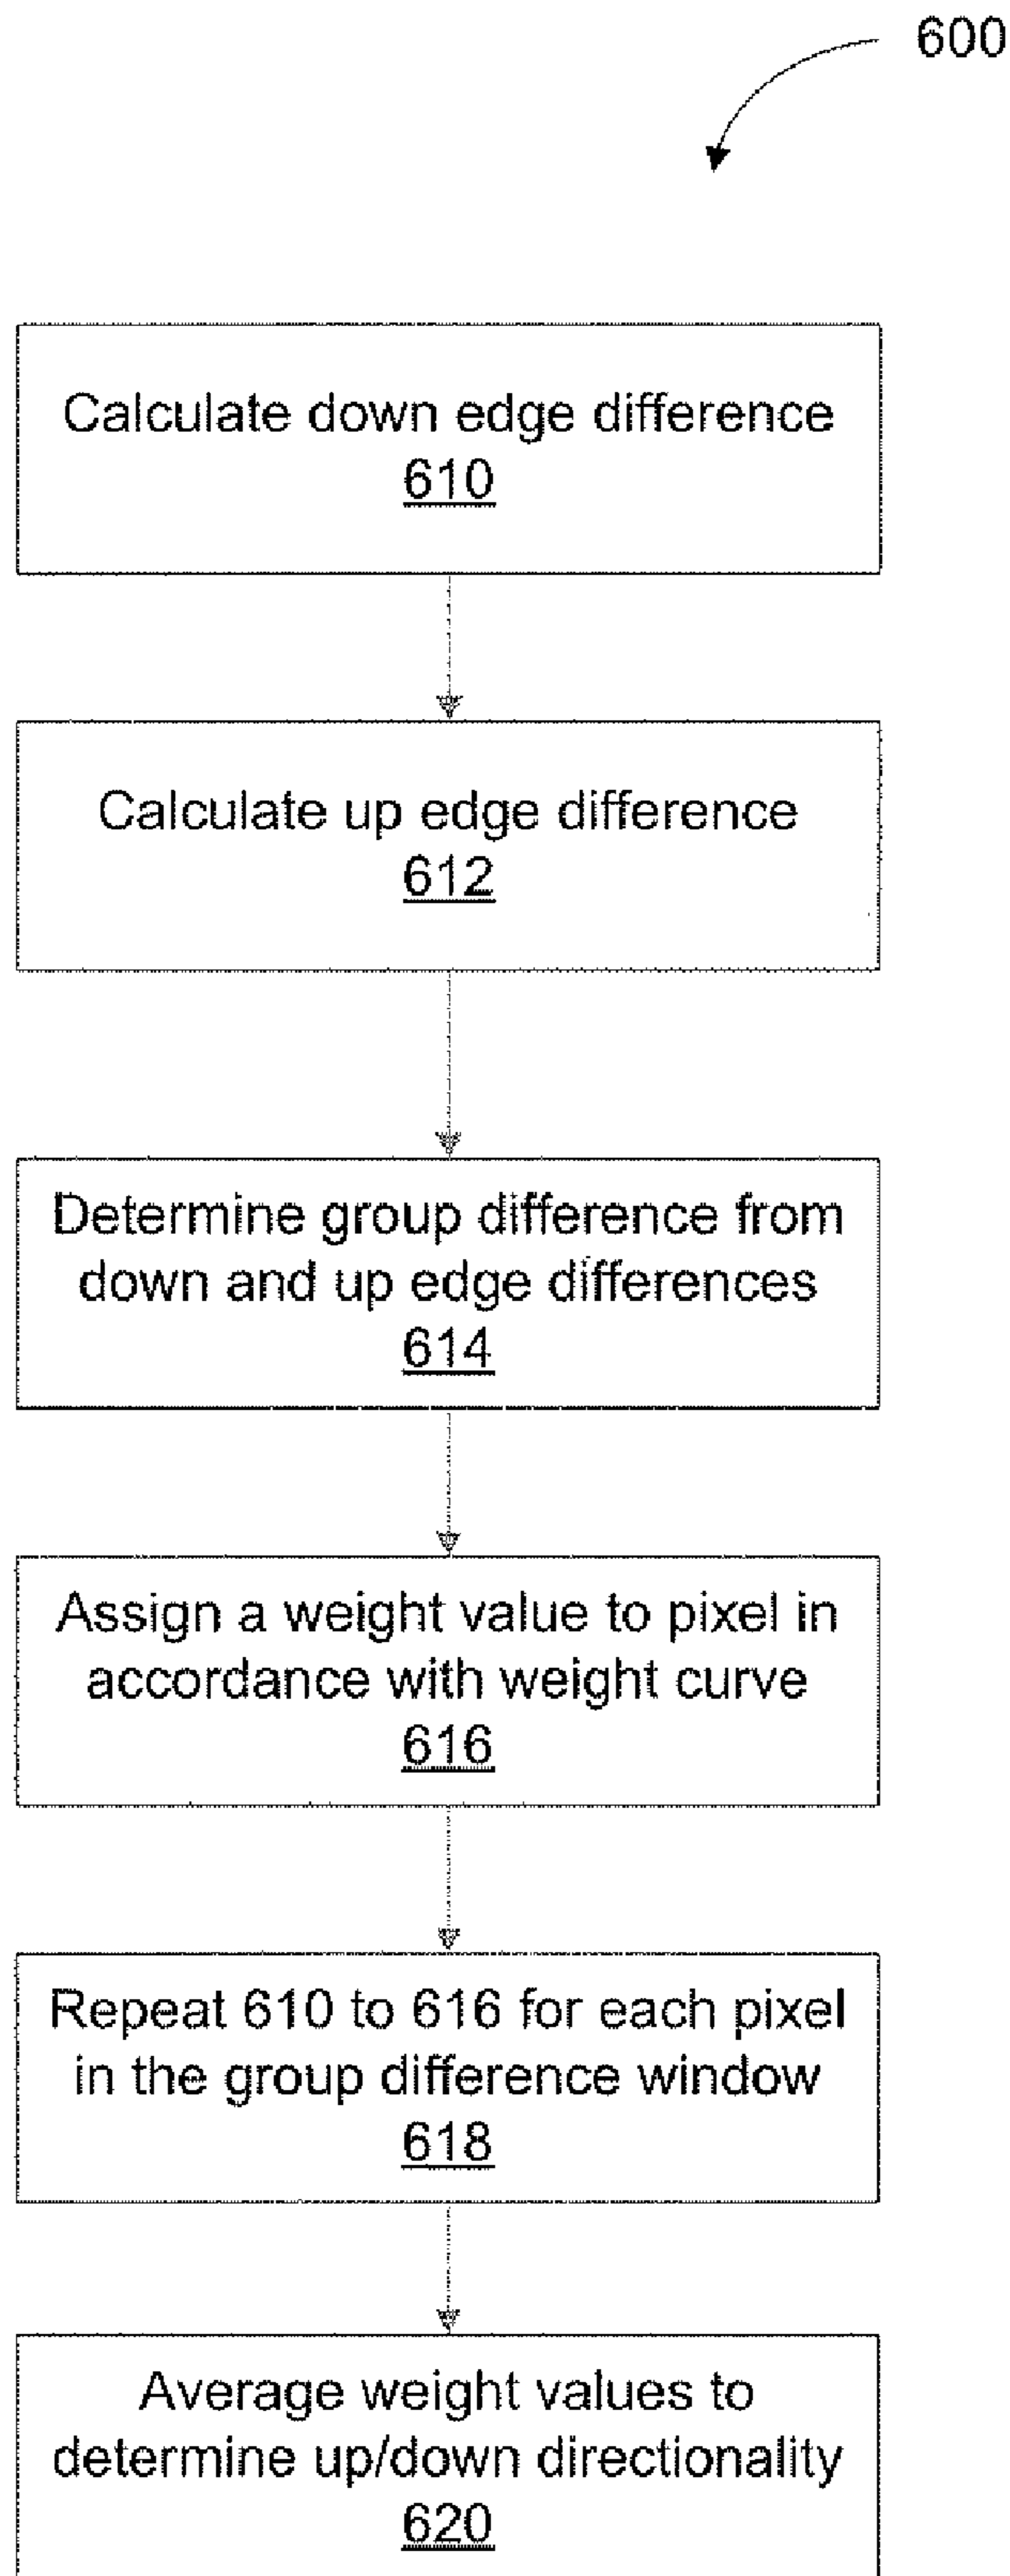 600
Calculate down edge difference
610
Calculate up edge difference
612
Determine group difference from
down and up edge differences
614
Assign a weight value to pixel in
accordance with weight curve
616
Repeat 610 to 616 for each pixel
in the group difference window
618
Average weight values to
determine up/down directionality
620